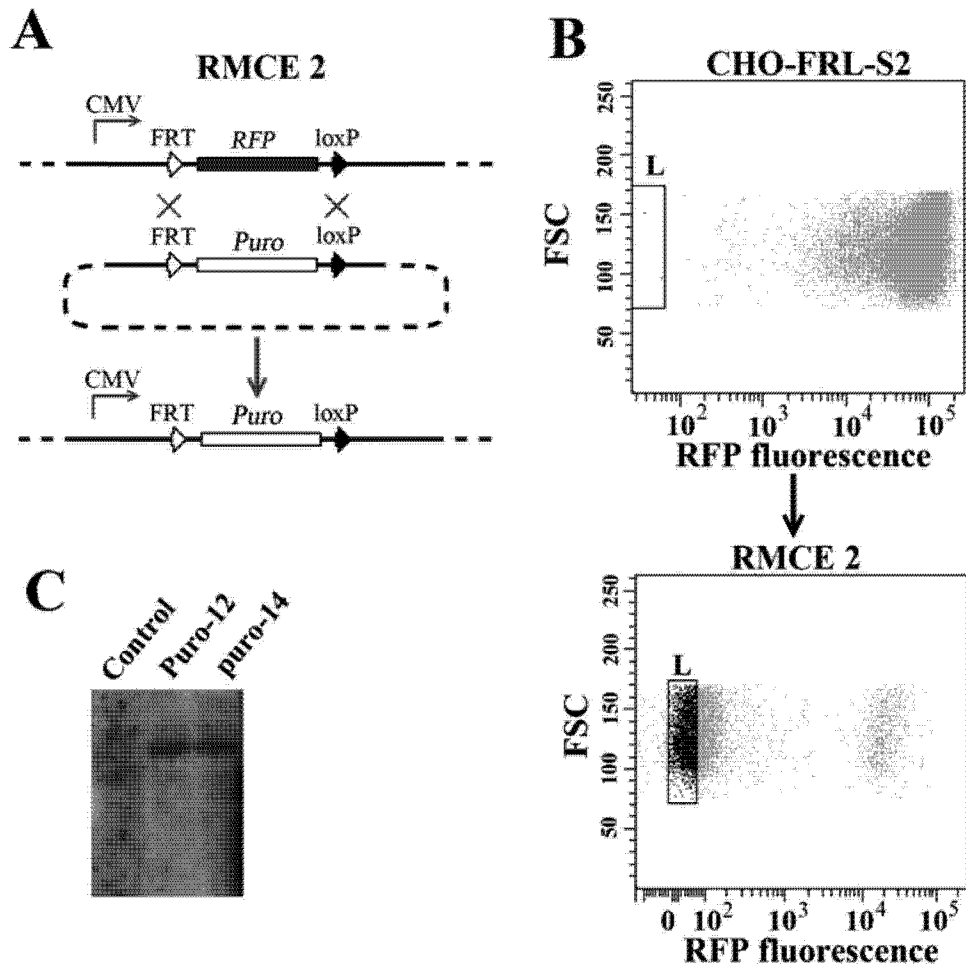 A
RMCE 2
CMV
FRT RFP loxP
FRT Puro loxP
CMV
FRT Puro loxP
B
CHO-FRL-S2
FSC
250
200
150
100
50
L
10² 10³ 10⁴ 10⁵
RFP fluorescence
RMCE 2
FSC
250
200
150
100
50
L
0 10² 10³ 10⁴ 10⁵
RFP fluorescence
C
Control
Puro-12
puro-14